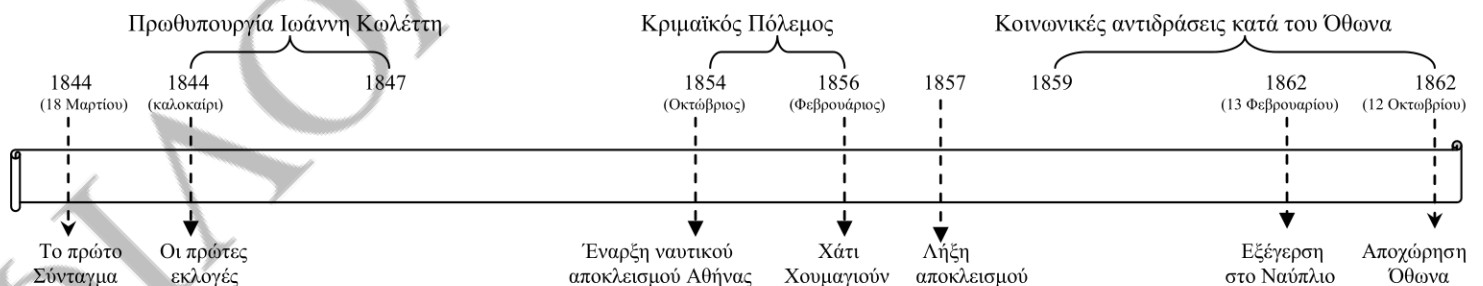 Πρωθυπουργία Ιωάννη Κωλέττη
Κριμαϊκός Πόλεμος
Κοινωνικές αντιδράσεις κατά του Όθωνα
1844
(18 Μαρτίου)
1844
(καλοκαίρι)
1847
1854
(Οκτώβριος)
1856
(Φεβρουάριος)
1857
1859
1862
(13 Φεβρουαρίου)
1862
(12 Οκτωβρίου)
Το πρώτο
Σύνταγμα
Οι πρώτες
εκλογές
Έναρξη ναυτικού
αποκλεισμού Αθήνας
Χάτι
Χουμαγιούν
Λήξη
αποκλεισμού
Εξέγερση
στο Ναύπλιο
Αποχώρηση
Όθωνα